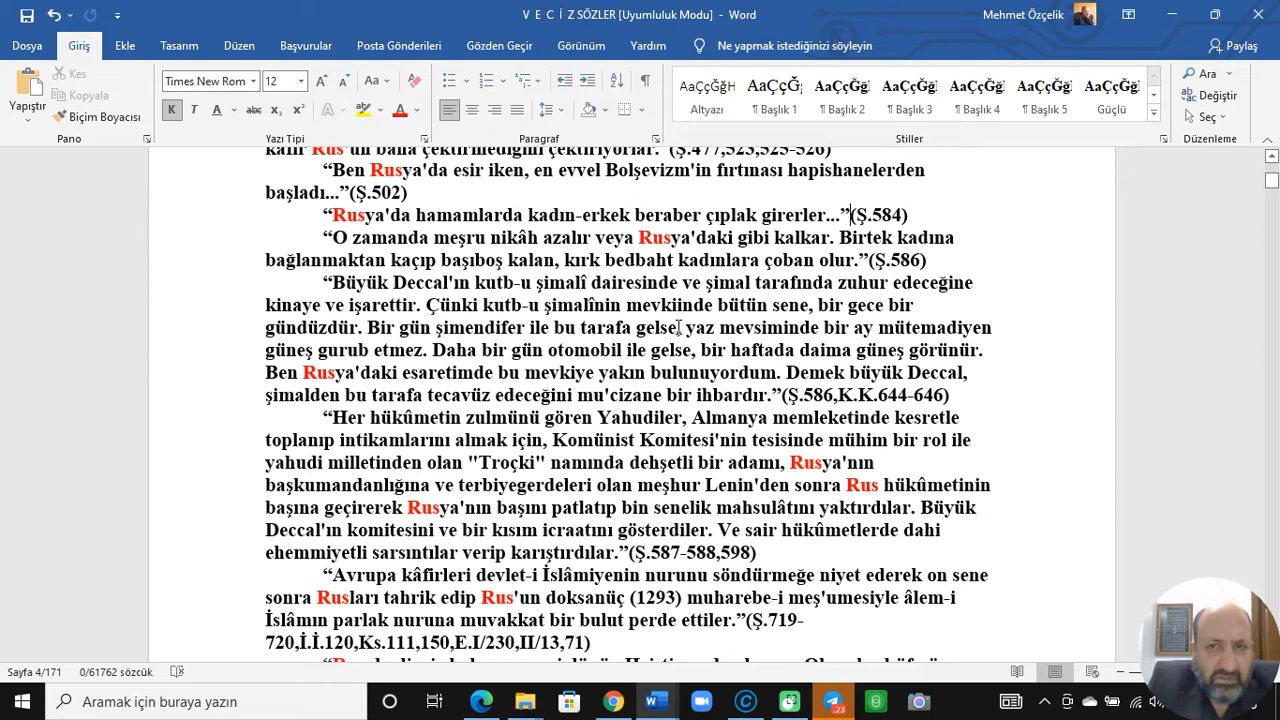 V E C İ Z SÖZLER [Uyumluluk Modu] - Word
Mehmet Özçelik
Dosya Giriş Ekle Tasarım Düzen Başvurular Posta Gönderileri Gözden Geçir Görünüm Yardım Ne yapmak istediğinizi söyleyin Paylaş
Yapıştır
Kes
Kopyala
Biçim Boyacısı
Times New Rom 12
K T A abc x₂ x²
AaÇçĞğH AaÇçĞğ AaÇçĞğ AaÇçĞğ AaÇçĞğ AaÇçĞğ AaÇçĞğH
Altyazı ¶ Başlık 1 ¶ Başlık 2 ¶ Başlık 3 ¶ Başlık 4 ¶ Başlık 5 Güçlü
Ara
Değiştir
Seç
Pano Yazı Tipi Paragraf Stiller Düzenleme
kâfir Rus'un bana çektirmediğini çektiriyorlar."(Ş.477,523,525-526)
“Ben Rusya'da esir iken, en evvel Bolşevizm'in fırtınası hapishanelerden
başladı...”(Ş.502)
“Rusya'da hamamlarda kadın-erkek beraber çıplak girerler...”(Ş.584)
“O zamanda meşru nikâh azalır veya Rusya'daki gibi kalkar. Birtek kadına
bağlanmaktan kaçıp başıboş kalan, kırk bedbaht kadınlara çoban olur.”(Ş.586)
“Büyük Deccal'ın kutb-u şimalî dairesinde ve şimal tarafında zuhur edeceğine
kinaye ve işarettir. Çünki kutb-u şimalînin mevkiinde bütün sene, bir gece bir
gündüzdür. Bir gün şimendifer ile bu tarafa gelse, yaz mevsiminde bir ay mütemadiyen
güneş gurub etmez. Daha bir gün otomobil ile gelse, bir haftada daima güneş görünür.
Ben Rusya'daki esaretimde bu mevkiye yakın bulunuyordum. Demek büyük Deccal,
şimalden bu tarafa tecavüz edeceğini mu'cizane bir ihbardır.”(Ş.586,K.K.644-646)
“Her hükûmetin zulmünü gören Yahudiler, Almanya memleketinde kesretle
toplanıp intikamlarını almak için, Komünist Komitesi'nin tesisinde mühim bir rol ile
yahudi milletinden olan "Troçki" namında dehşetli bir adamı, Rusya'nın
başkumandanlığına ve terbiyegerdeleri olan meşhur Lenin'den sonra Rus hükûmetinin
başına geçirerek Rusya'nın başını patlatıp bin senelik mahsulâtını yaktırdılar. Büyük
Deccal'ın komitesini ve bir kısım icraatını gösterdiler. Ve sair hükûmetlerde dahi
ehemmiyetli sarsıntılar verip karıştırdılar.”(Ş.587-588,598)
“Avrupa kâfirleri devlet-i İslâmiyenin nurunu söndürmeğe niyet ederek on sene
sonra Rusları tahrik edip Rus'un doksanüç (1293) muharebe-i meş'umesiyle âlem-i
İslâmın parlak nuruna muvakkat bir bulut perde ettiler.”(Ş.719-
720,İ.İ.120,Ks.111,150,E.I/230,II/13,71)
Sayfa 4/171 0/61762 sözcük
Aramak için buraya yazın
23